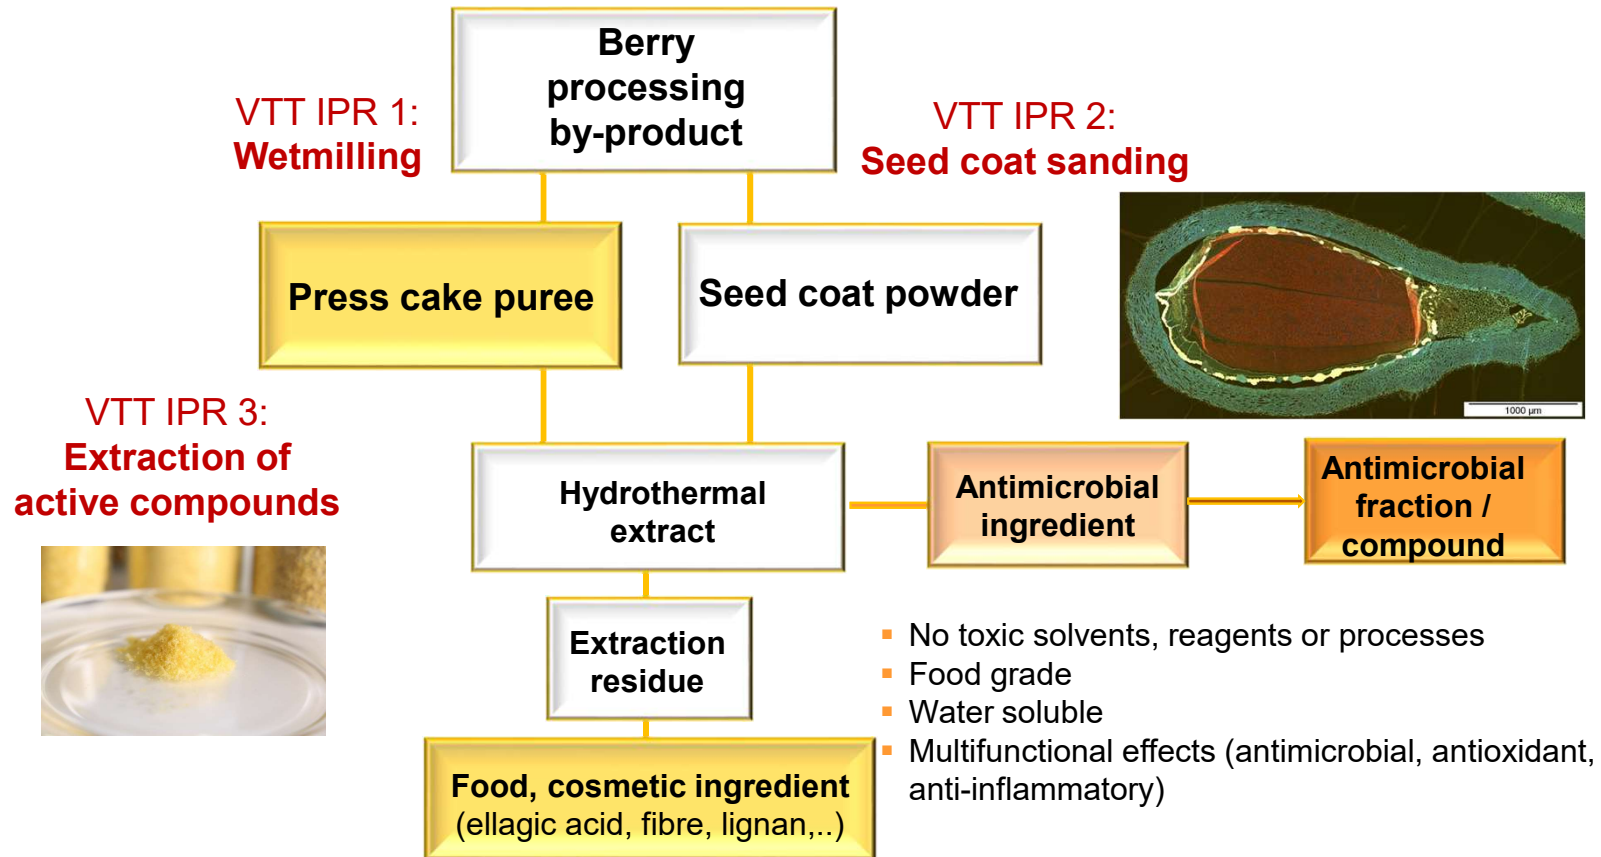 Berry
processing
by-product
VTT IPR 1:
Wetmilling
VTT IPR 2:
Seed coat sanding
Press cake puree
Seed coat powder
1000 µm
VTT IPR 3:
Extraction of
active compounds
Hydrothermal
extract
Antimicrobial
ingredient
Antimicrobial
fraction /
compound
Extraction
residue
Food, cosmetic ingredient
(ellagic acid, fibre, lignan,..)
▪ No toxic solvents, reagents or processes
▪ Food grade
▪ Water soluble
▪ Multifunctional effects (antimicrobial, antioxidant,
anti-inflammatory)